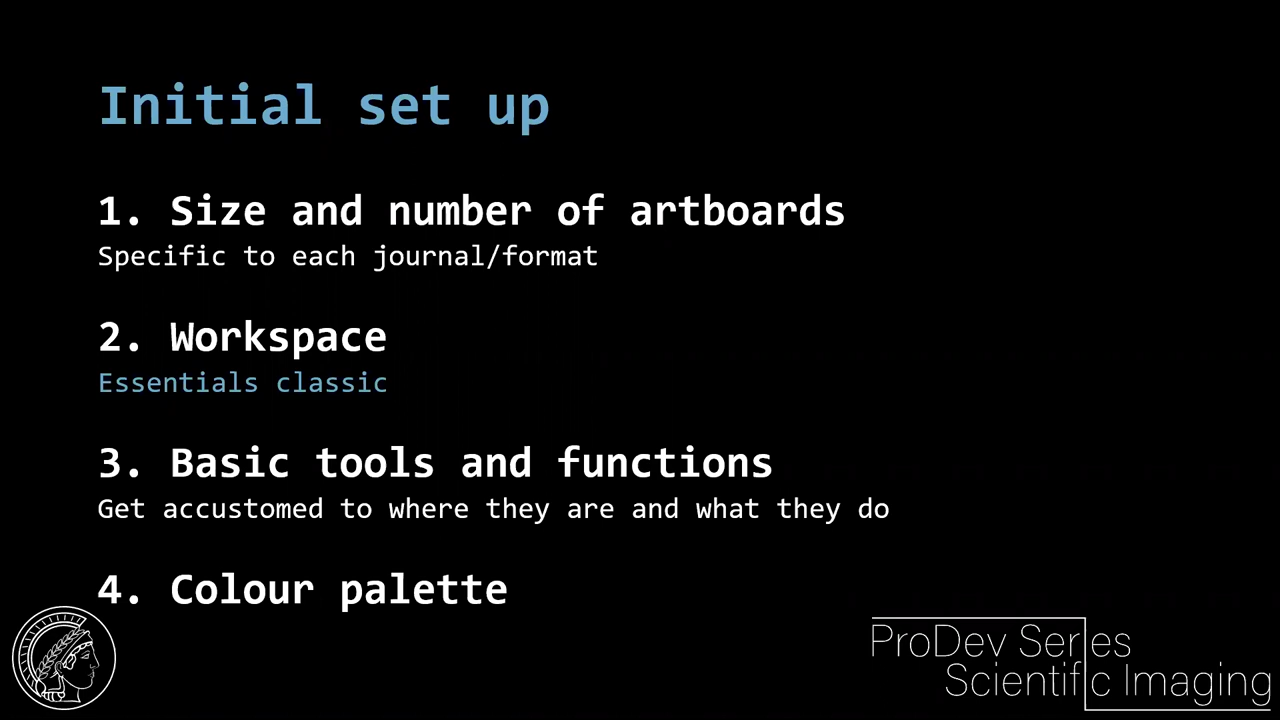 Initial set up
1. Size and number of artboards
Specific to each journal/format
2. Workspace
Essentials classic
3. Basic tools and functions
Get accustomed to where they are and what they do
4. Colour palette
ProDev Series
Scientific Imaging